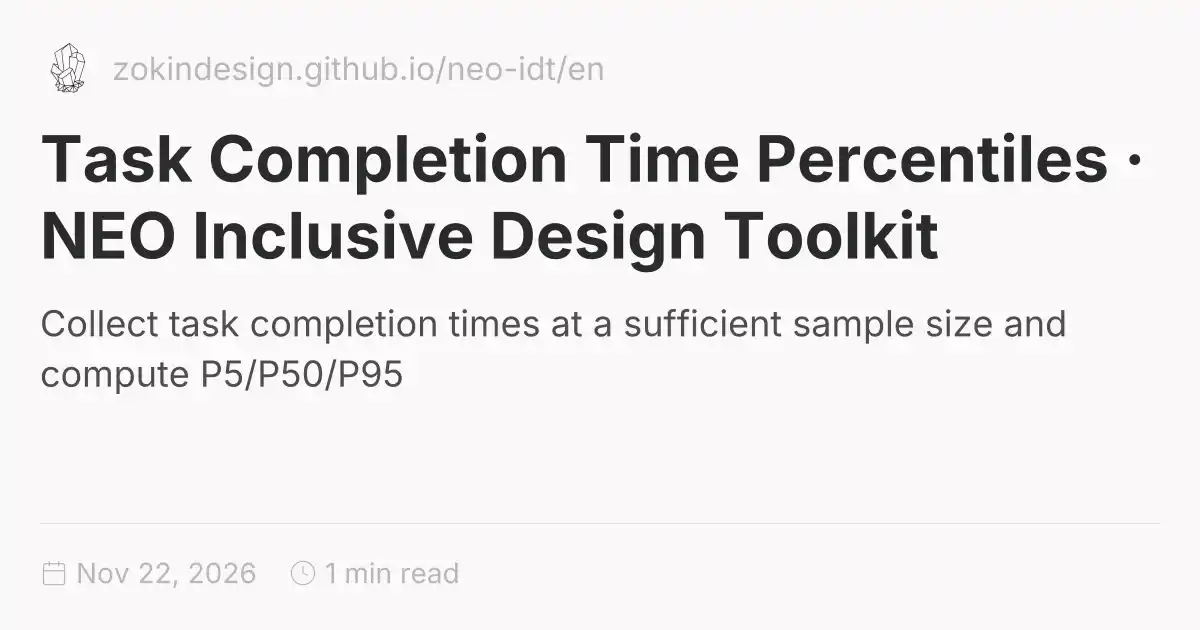 zokindesign.github.io/neo-idt/en
Task Completion Time Percentiles ·
NEO Inclusive Design Toolkit
Collect task completion times at a sufficient sample size and
compute P5/P50/P95
Nov 22, 2026 1 min read